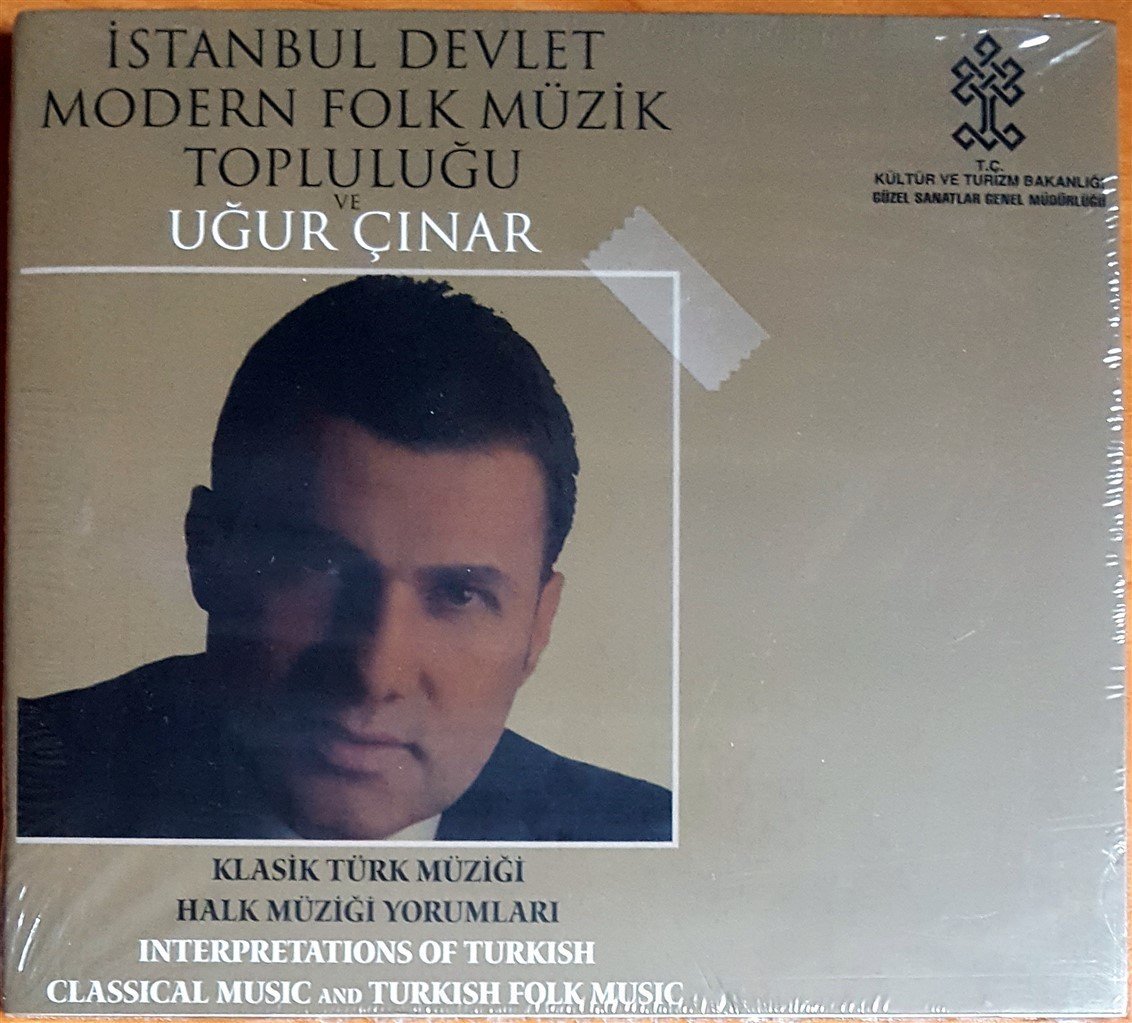 İSTANBUL DEVLET
MODERN FOLK MÜZİK
TOPLULUĞU
VE
UĞUR ÇINAR
T.Ç.
KÜLTÜR VE TURİZM BAKANLIĞI
GÜZEL SANATLAR GENEL MÜDÜRLÜĞÜ
KLASİK TÜRK MÜZİĞİ
HALK MÜZİĞİ YORUMLARI
INTERPRETATIONS OF TURKISH
CLASSICAL MUSIC AND TURKISH FOLK MUSIC